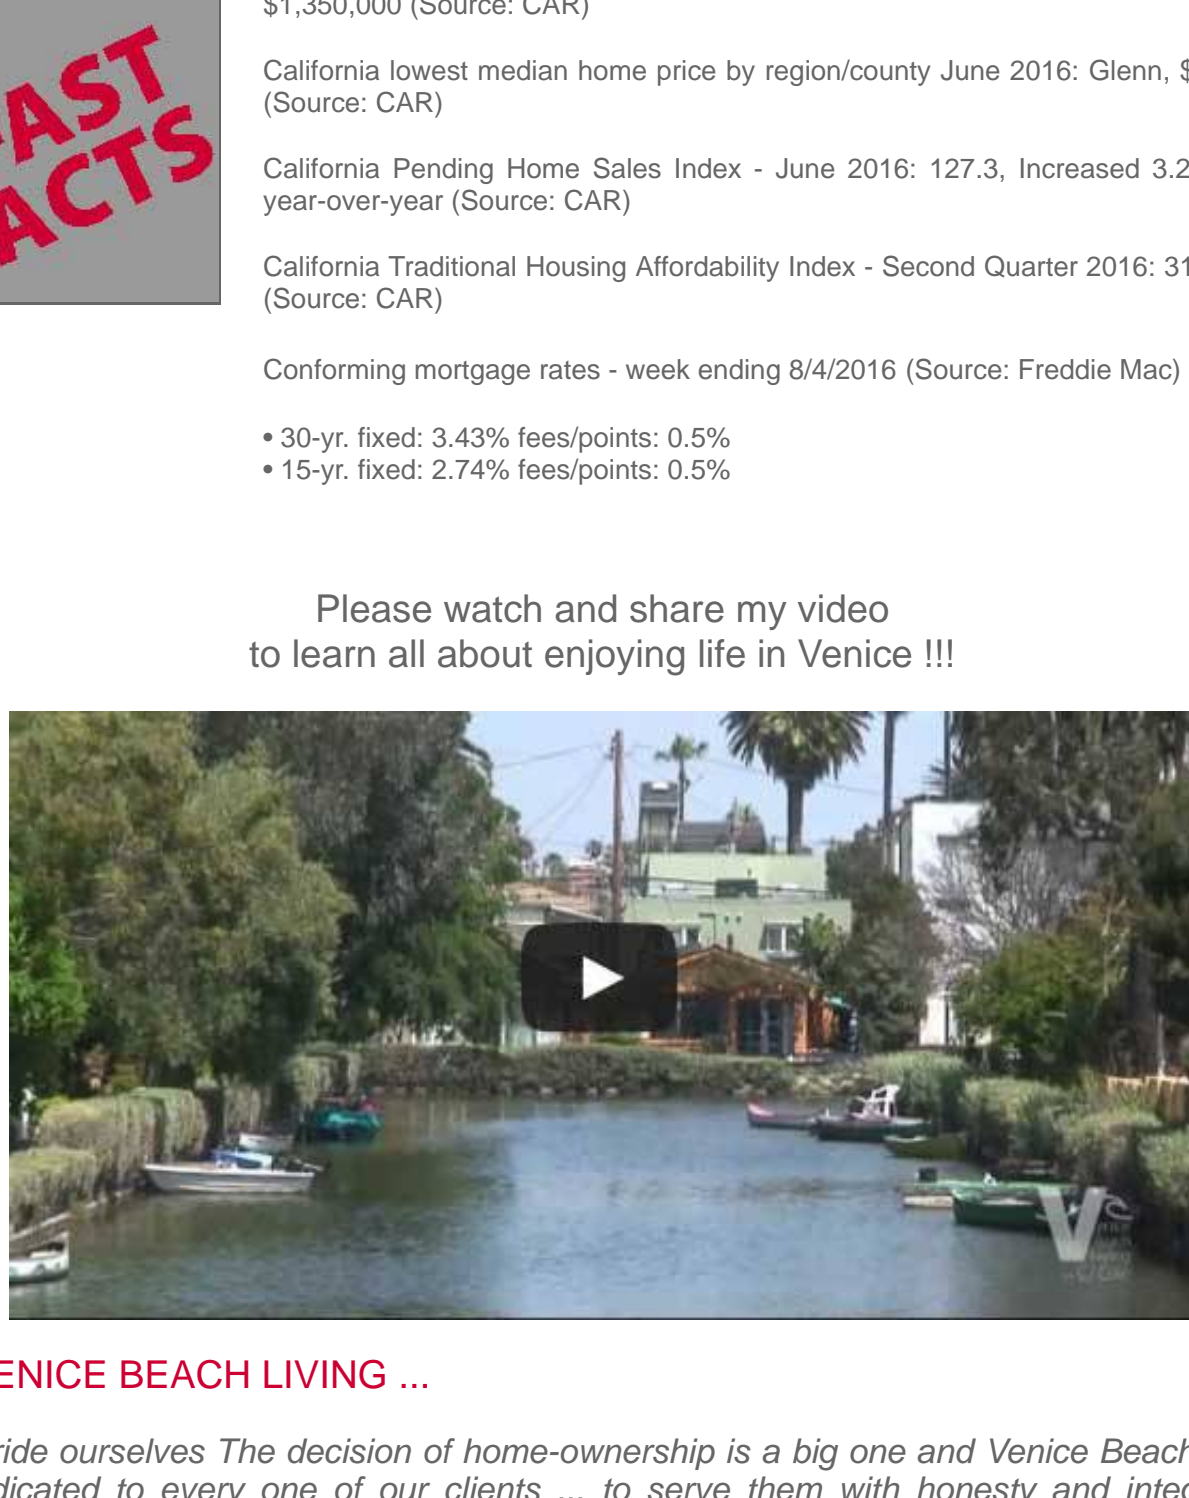 $1,350,000 (Source: CAR)
AST
ACTS
California lowest median home price by region/county June 2016: Glenn, $
(Source: CAR)
California Pending Home Sales Index - June 2016: 127.3, Increased 3.2
year-over-year (Source: CAR)
California Traditional Housing Affordability Index - Second Quarter 2016: 31
(Source: CAR)
Conforming mortgage rates - week ending 8/4/2016 (Source: Freddie Mac)
• 30-yr. fixed: 3.43% fees/points: 0.5%
• 15-yr. fixed: 2.74% fees/points: 0.5%
Please watch and share my video
to learn all about enjoying life in Venice !!!
V
ENICE BEACH LIVING ...
ride ourselves The decision of home-ownership is a big one and Venice Beach
dicated to every one of our clients ... to serve them with honesty and integ